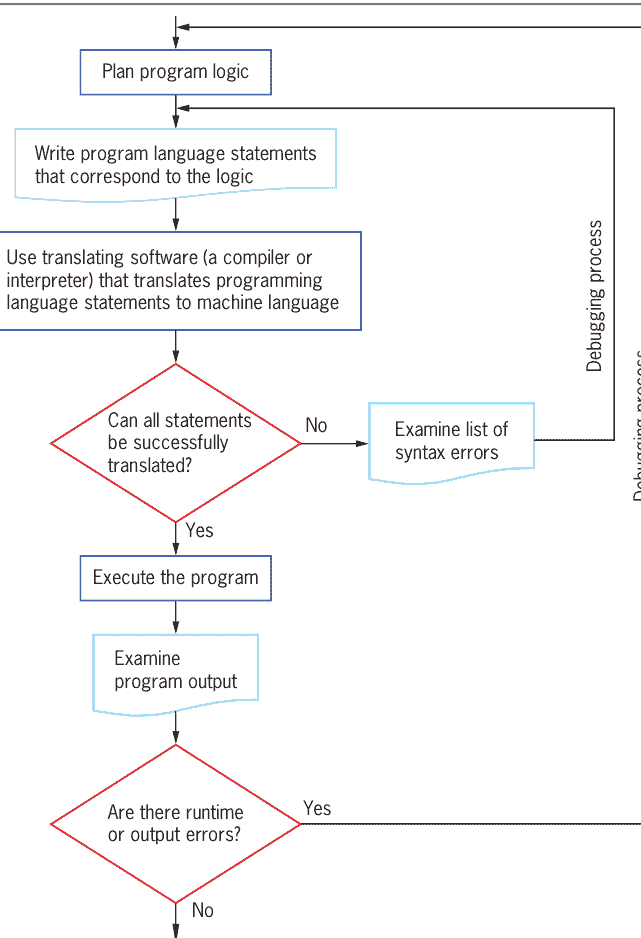 Plan program logic
Write program language statements
that correspond to the logic
Use translating software (a compiler or
interpreter) that translates programming
language statements to machine language
Debugging process
Debugging process
Can all statements
be successfully
translated?
No
Examine list of
syntax errors
Yes
Execute the program
Examine
program output
Are there runtime
or output errors?
Yes
No